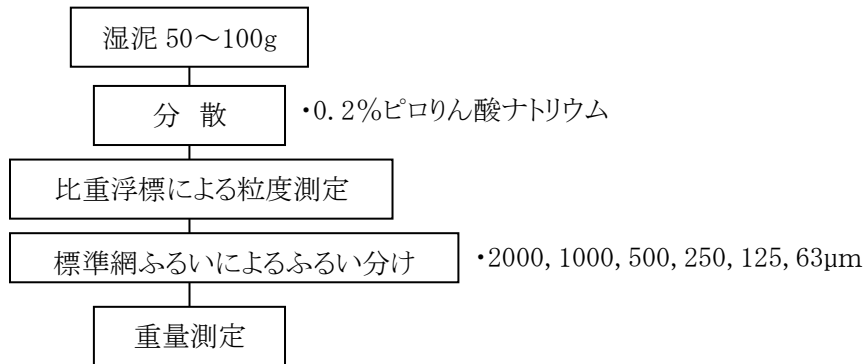 湿泥 50～100g
分 散
・0.2%ピロりん酸ナトリウム
比重浮標による粒度測定
標準網ふるいによるふるい分け
・2000, 1000, 500, 250, 125, 63μm
重量測定